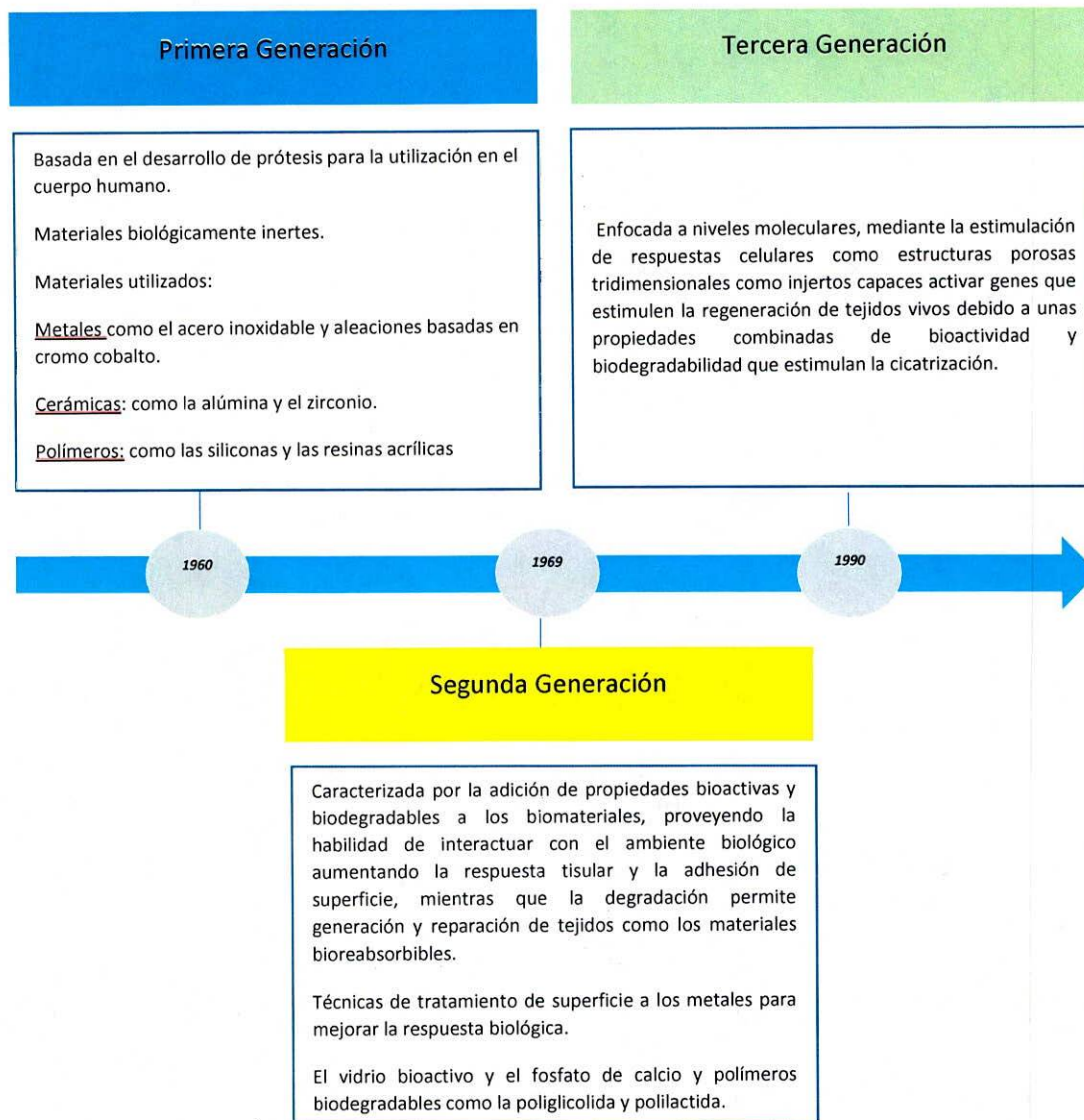 Primera Generación
Basada en el desarrollo de prótesis para la utilización en el
cuerpo humano.
Materiales biológicamente inertes.
Materiales utilizados:
Metales como el acero inoxidable y aleaciones basadas en
cromo cobalto.
Cerámicas: como la alúmina y el zirconio.
Polímeros: como las siliconas y las resinas acrílicas
Tercera Generación
Enfocada a niveles moleculares, mediante la estimulación
de respuestas celulares como estructuras porosas
tridimensionales como injertos capaces activar genes que
estimulen la regeneración de tejidos vivos debido a unas
propiedades combinadas de bioactividad y
biodegradabilidad que estimulan la cicatrización.
1960
1969
1990
Segunda Generación
Caracterizada por la adición de propiedades bioactivas y
biodegradables a los biomateriales, proveyendo la
habilidad de interactuar con el ambiente biológico
aumentando la respuesta tisular y la adhesión de
superficie, mientras que la degradación permite
generación y reparación de tejidos como los materiales
bioreabsorbibles.
Técnicas de tratamiento de superficie a los metales para
mejorar la respuesta biológica.
El vidrio bioactivo y el fosfato de calcio y polímeros
biodegradables como la poliglicolida y polilactida.